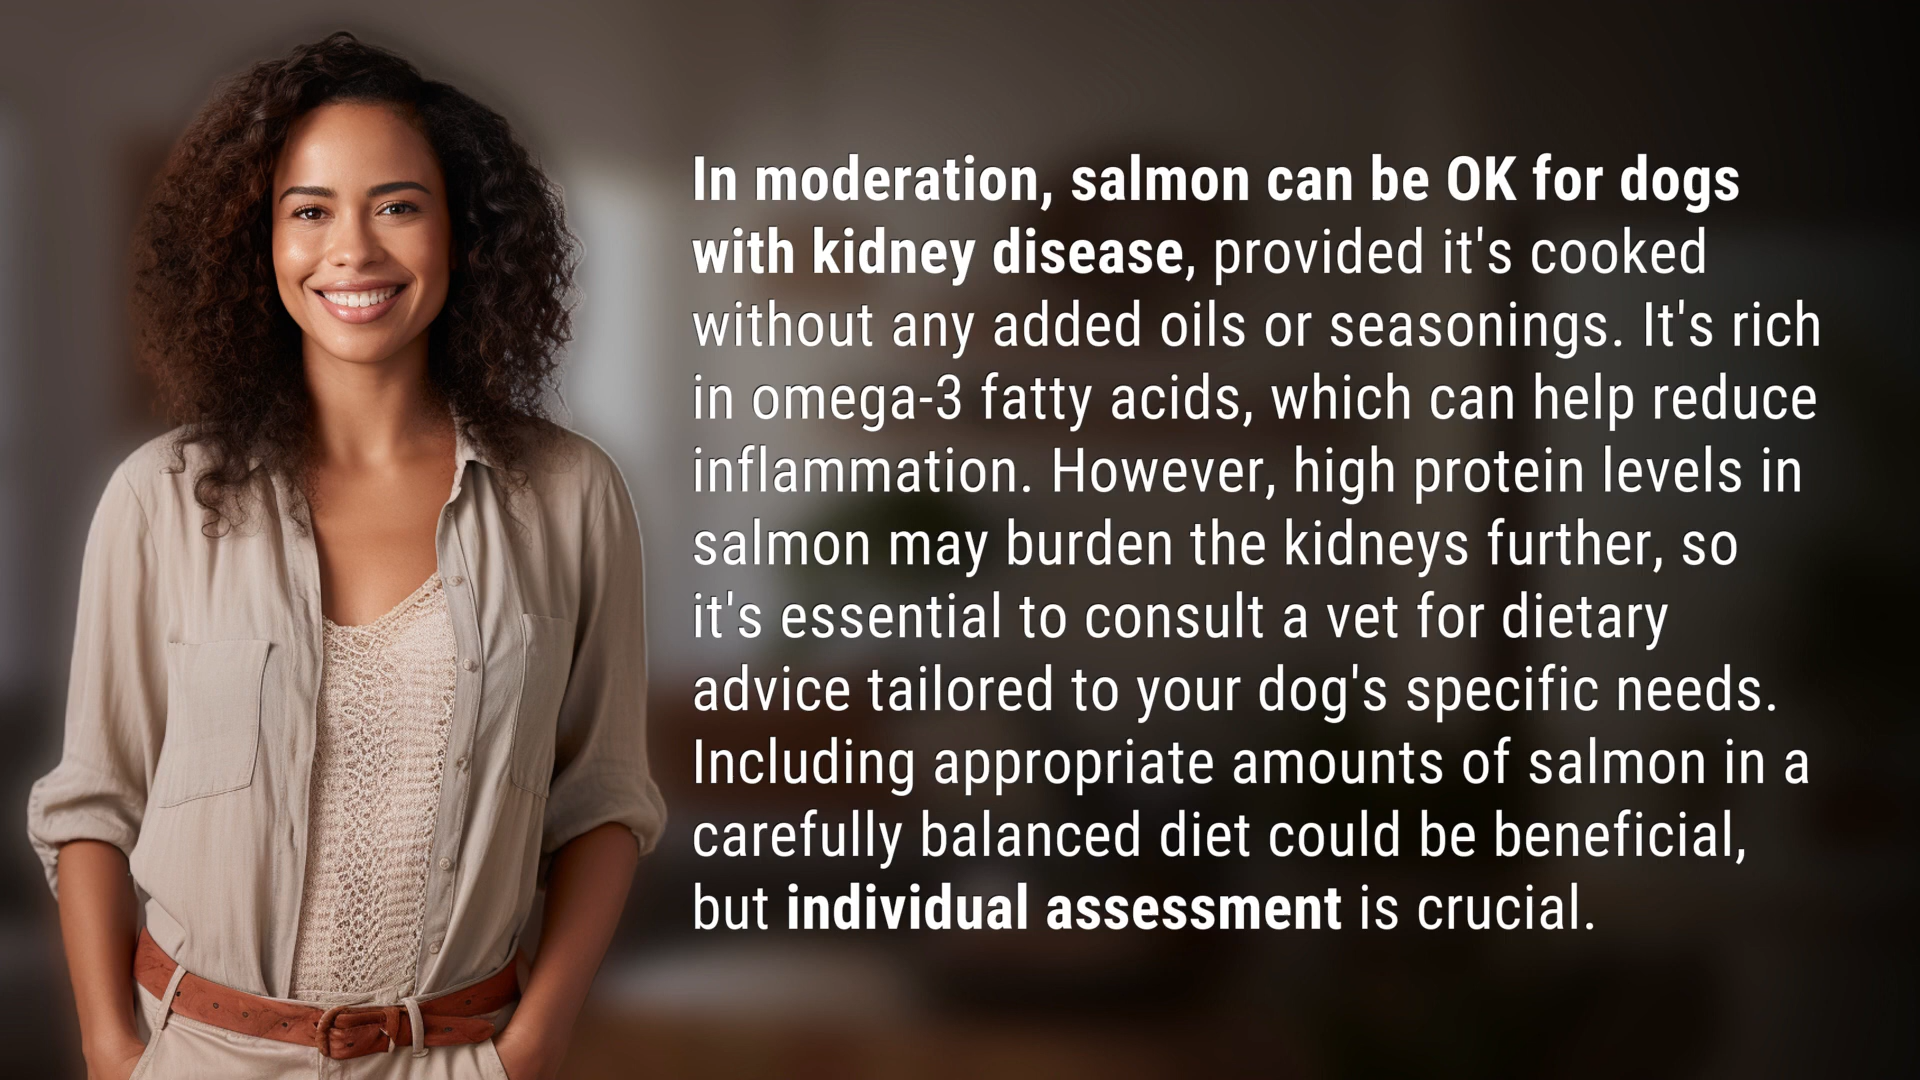 In moderation, salmon can be OK for dogs
with kidney disease, provided it's cooked
without any added oils or seasonings. It's rich
in omega-3 fatty acids, which can help reduce
inflammation. However, high protein levels in
salmon may burden the kidneys further, so
it's essential to consult a vet for dietary
advice tailored to your dog's specific needs.
Including appropriate amounts of salmon in a
carefully balanced diet could be beneficial,
but individual assessment is crucial.